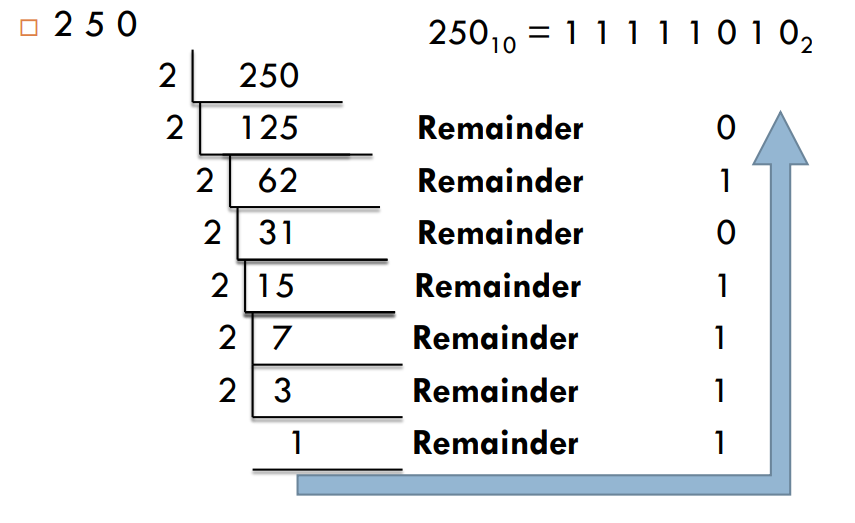 □ 2 5 0
250₁₀ = 1 1 1 1 1 0 1 0₂
2 250
2 125 Remainder 0
2 62 Remainder 1
2 31 Remainder 0
2 15 Remainder 1
2 7 Remainder 1
2 3 Remainder 1
1 Remainder 1